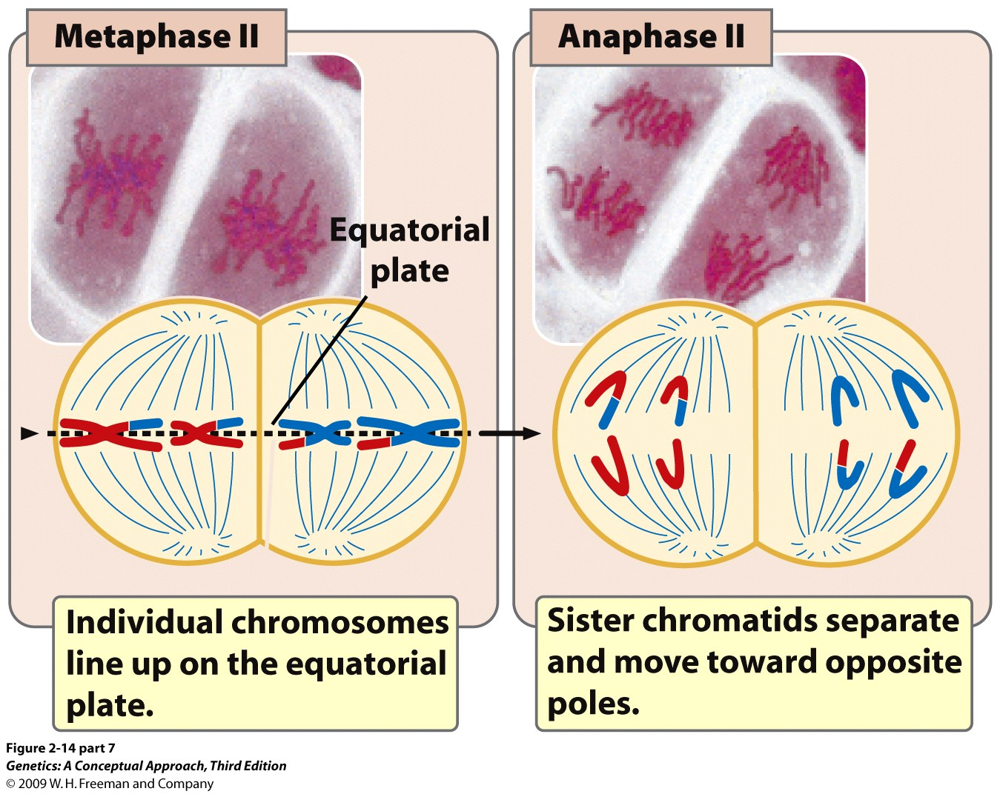 Metaphase II
Anaphase II
Equatorial
plate
Individual chromosomes
line up on the equatorial
plate.
Sister chromatids separate
and move toward opposite
poles.
Figure 2-14 part 7
Genetics: A Conceptual Approach, Third Edition
© 2009 W. H. Freeman and Company